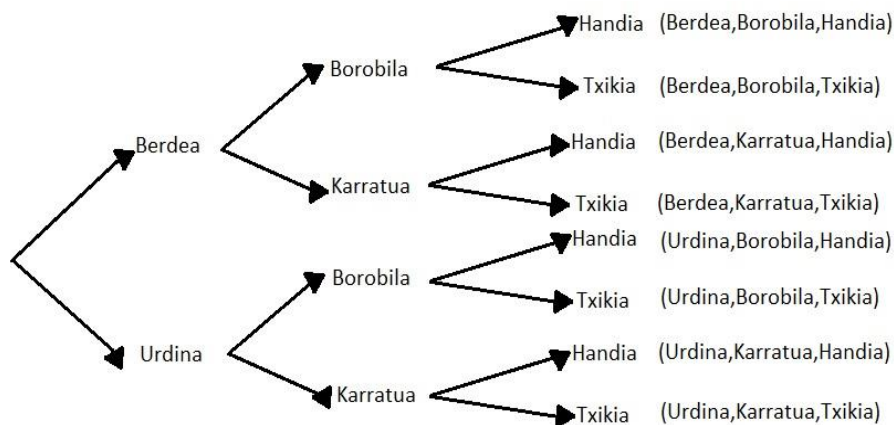 Handia (Berdea,Borobila,Handia)
Borobila
Txikia (Berdea,Borobila,Txikia)
Berdea
Handia (Berdea,Karratua,Handia)
Karratua
Txikia (Berdea,Karratua,Txikia)
Handia (Urdina,Borobila,Handia)
Borobila
Txikia (Urdina,Borobila,Txikia)
Urdina
Handia (Urdina,Karratua,Handia)
Karratua
Txikia (Urdina,Karratua,Txikia)